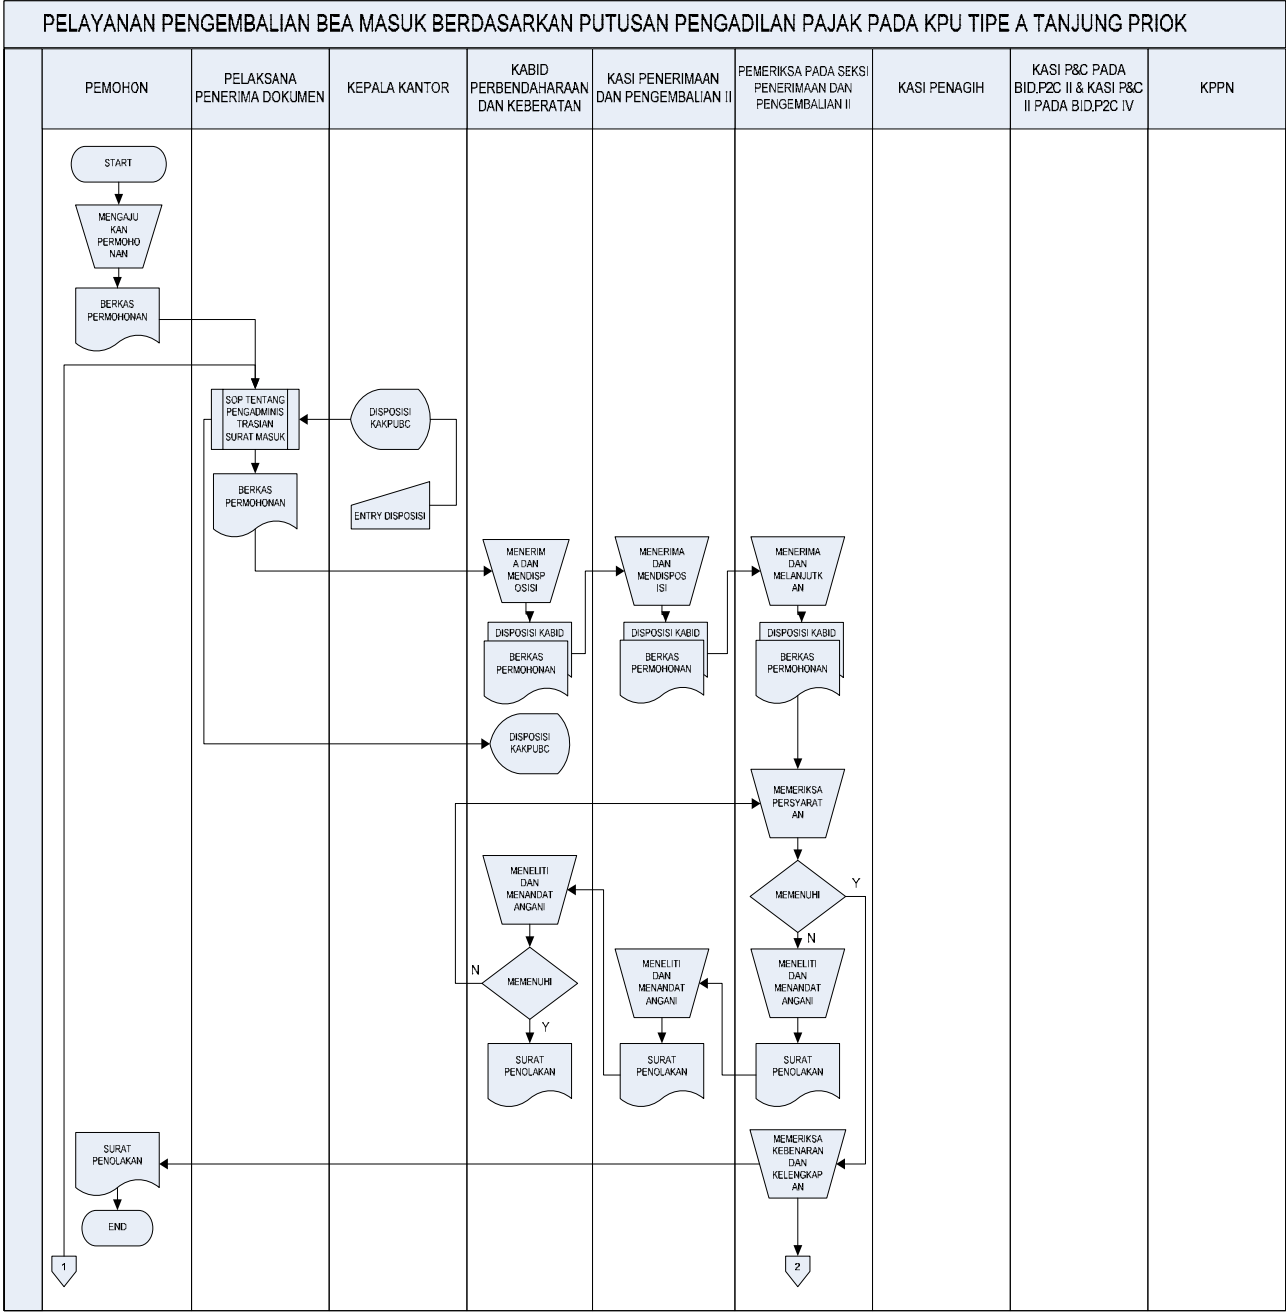 PELAYANAN PENGEMBALIAN BEA MASUK BERDASARKAN PUTUSAN PENGADILAN PAJAK PADA KPU TIPE A TANJUNG PRIOK
PEMOHON
PELAKSANA
PENERIMA DOKUMEN
KEPALA KANTOR
KABID
PERBENDAHARAAN
DAN KEBERATAN
KASI PENERIMAAN
DAN PENGEMBALIAN II
PEMERIKSA PADA SEKSI
PENERIMAAN DAN
PENGEMBALIAN II
KASI PENAGIH
KASI P&C PADA
BID.P2C II & KASI P&C
II PADA BID.P2C IV
KPPN
START
MENGAJU
KAN
PERMOHO
NAN
BERKAS
PERMOHONAN
SOP TENTANG
PENGADMINIS
TRASIAN
SURAT MASUK
DISPOSISI
KAKPUBC
BERKAS
PERMOHONAN
ENTRY DISPOSISI
MENERIM
A DAN
MENDISP
OSISI
MENERIMA
DAN
MENDISPOS
ISI
MENERIMA
DAN
MELANJUTK
AN
DISPOSISI KABID
BERKAS
PERMOHONAN
DISPOSISI KABID
BERKAS
PERMOHONAN
DISPOSISI KABID
BERKAS
PERMOHONAN
DISPOSISI
KAKPUBC
MEMERIKSA
PERSYARAT
AN
MENELITI
DAN
MENANDAT
ANGANI
MEMENUHI
Y
N
MEMENUHI
N
Y
MENELITI
DAN
MENANDAT
ANGANI
MENELITI
DAN
MENANDAT
ANGANI
SURAT
PENOLAKAN
SURAT
PENOLAKAN
SURAT
PENOLAKAN
SURAT
PENOLAKAN
MEMERIKSA
KEBENARAN
DAN
KELENGKAP
AN
END
1
2